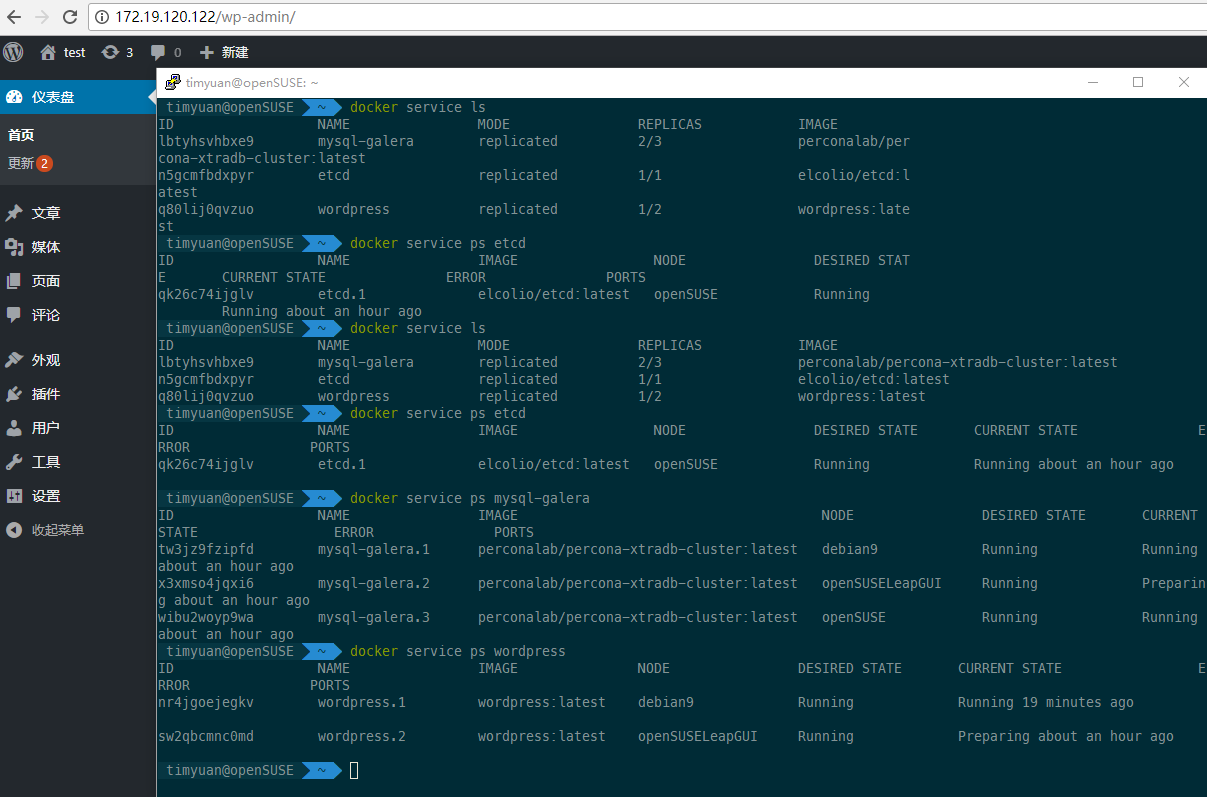 172.19.120.122/wp-admin/
test 3 0 新建
timyuan@openSUSE: ~
仪表盘
首页
更新 2
文章
媒体
页面
评论
外观
插件
用户
工具
设置
收起菜单
timyuan@openSUSE ~ docker service ls
ID NAME MODE REPLICAS IMAGE
lbtyhsvhbxe9 mysql-galera replicated 2/3 perconalab/per
cona-xtradb-cluster:latest
n5gcmfbdxpyr etcd replicated 1/1 elcolio/etcd:l
atest
q80lij0qvzuo wordpress replicated 1/2 wordpress:late
st
timyuan@openSUSE ~ docker service ps etcd
ID NAME IMAGE NODE DESIRED STAT
E CURRENT STATE ERROR PORTS
qk26c74ijglv etcd.1 elcolio/etcd:latest openSUSE Running
Running about an hour ago
timyuan@openSUSE ~ docker service ls
ID NAME MODE REPLICAS IMAGE
lbtyhsvhbxe9 mysql-galera replicated 2/3 perconalab/percona-xtradb-cluster:latest
n5gcmfbdxpyr etcd replicated 1/1 elcolio/etcd:latest
q80lij0qvzuo wordpress replicated 1/2 wordpress:latest
timyuan@openSUSE ~ docker service ps etcd
ID NAME IMAGE NODE DESIRED STATE CURRENT STATE E
RROR PORTS
qk26c74ijglv etcd.1 elcolio/etcd:latest openSUSE Running Running about an hour ago
timyuan@openSUSE ~ docker service ps mysql-galera
ID NAME IMAGE NODE DESIRED STATE CURRENT
STATE ERROR PORTS
tw3jz9fzipfd mysql-galera.1 perconalab/percona-xtradb-cluster:latest debian9 Running Running
about an hour ago
x3xmso4jqxi6 mysql-galera.2 perconalab/percona-xtradb-cluster:latest openSUSELeapGUI Running Preparin
g about an hour ago
wibu2woyp9wa mysql-galera.3 perconalab/percona-xtradb-cluster:latest openSUSE Running Running
about an hour ago
timyuan@openSUSE ~ docker service ps wordpress
ID NAME IMAGE NODE DESIRED STATE CURRENT STATE E
RROR PORTS
nr4jgoejegkv wordpress.1 wordpress:latest debian9 Running Running 19 minutes ago
sw2qbcmnc0md wordpress.2 wordpress:latest openSUSELeapGUI Running Preparing about an hour ago
timyuan@openSUSE ~